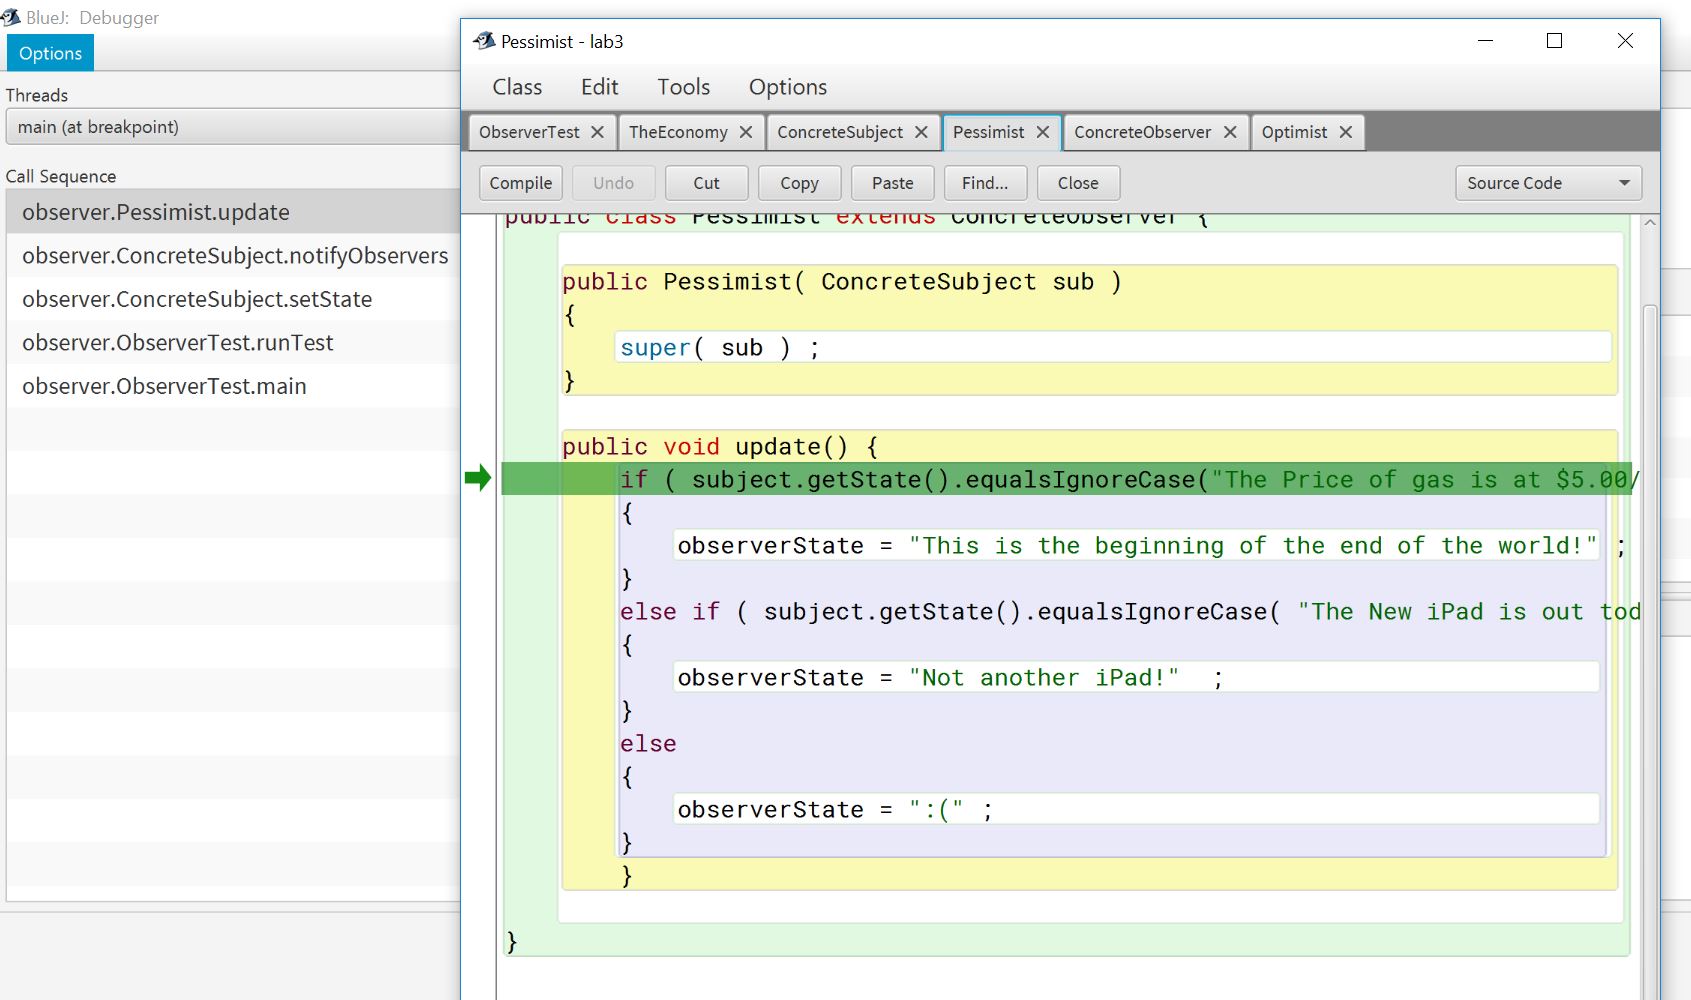 BlueJ: Debugger
Options
Threads
main (at breakpoint)
Call Sequence
observer.Pessimist.update
observer.ConcreteSubject.notifyObservers
observer.ConcreteSubject.setState
observer.ObserverTest.runTest
observer.ObserverTest.main
Pessimist - lab3
Class Edit Tools Options
ObserverTest TheEconomy ConcreteSubject Pessimist ConcreteObserver Optimist
Compile Undo Cut Copy Paste Find... Close Source Code
public class Pessimist extends ConcreteObserver {
public Pessimist( ConcreteSubject sub )
{
super( sub ) ;
}
public void update() {
if ( subject.getState().equalsIgnoreCase("The Price of gas is at $5.00/
{
observerState = "This is the beginning of the end of the world!" ;
}
else if ( subject.getState().equalsIgnoreCase( "The New iPad is out tod
{
observerState = "Not another iPad!" ;
}
else
{
observerState = ":(" ;
}
}
}